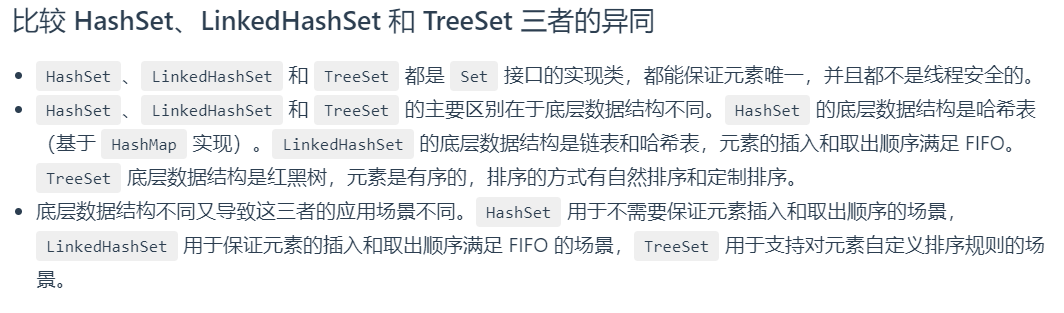 比较 HashSet、LinkedHashSet 和 TreeSet 三者的异同
• HashSet 、 LinkedHashSet 和 TreeSet 都是 Set 接口的实现类，都能保证元素唯一，并且都不是线程安全的。
• HashSet 、 LinkedHashSet 和 TreeSet 的主要区别在于底层数据结构不同。 HashSet 的底层数据结构是哈希表
（基于 HashMap 实现）。 LinkedHashSet 的底层数据结构是链表和哈希表，元素的插入和取出顺序满足 FIFO。
TreeSet 底层数据结构是红黑树，元素是有序的，排序的方式有自然排序和定制排序。
• 底层数据结构不同又导致这三者的应用场景不同。 HashSet 用于不需要保证元素插入和取出顺序的场景，
LinkedHashSet 用于保证元素的插入和取出顺序满足 FIFO 的场景， TreeSet 用于支持对元素自定义排序规则的场
景。